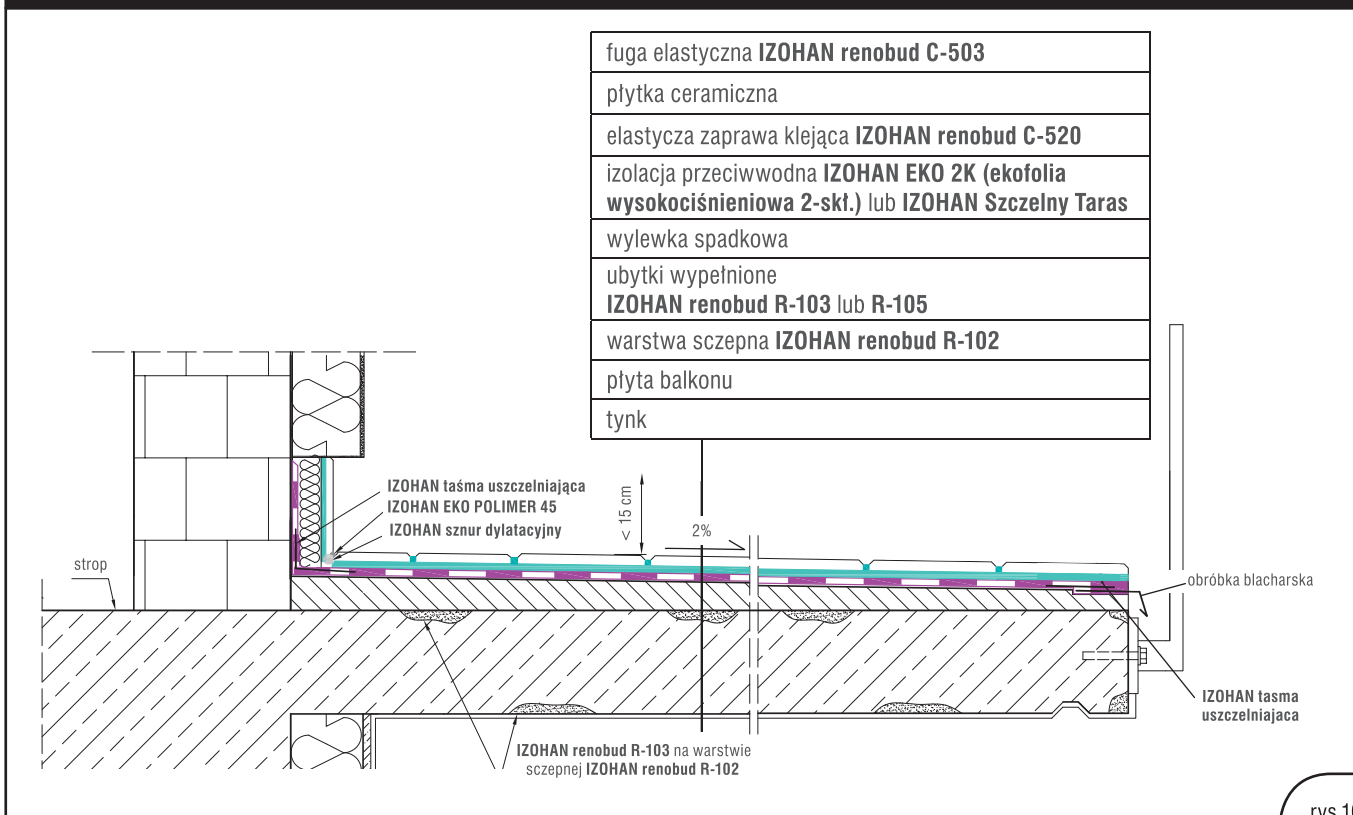 fuga elastyczna IZOHAN renobud C-503
płytka ceramiczna
elastycza zaprawa klejąca IZOHAN renobud C-520
izolacja przeciwwodna IZOHAN EKO 2K (ekofolia
wysokociśnieniowa 2-skł.) lub IZOHAN Szczelny Taras
wylewka spadkowa
ubytki wypełnione
IZOHAN renobud R-103 lub R-105
warstwa sczepna IZOHAN renobud R-102
płyta balkonu
tynk
IZOHAN taśma uszczelniająca
IZOHAN EKO POLIMER 45
IZOHAN sznur dylatacyjny
< 15 cm
2%
strop
obróbka blacharska
IZOHAN tasma
uszczelniajaca
IZOHAN renobud R-103 na warstwie
sczepnej IZOHAN renobud R-102
rys